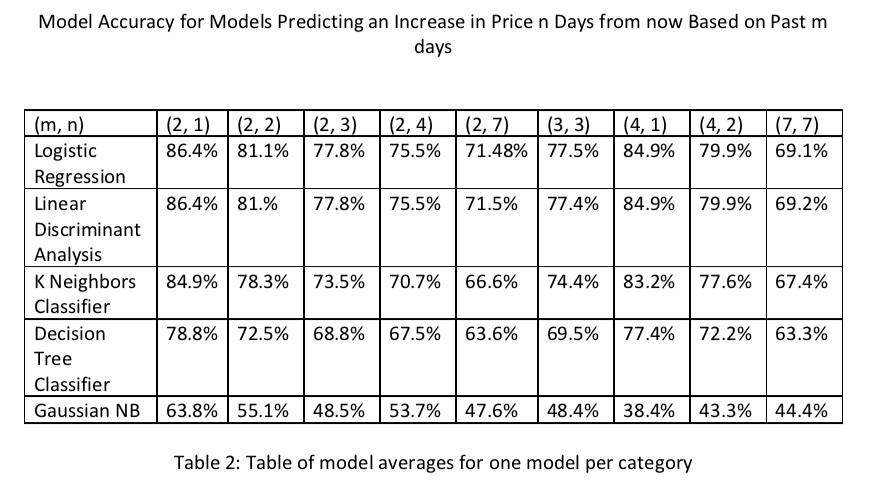 Model Accuracy for Models Predicting an Increase in Price n Days from now Based on Past m
days
(m, n) (2, 1) (2, 2) (2, 3) (2, 4) (2, 7) (3, 3) (4, 1) (4, 2) (7, 7)
Logistic 86.4% 81.1% 77.8% 75.5% 71.48% 77.5% 84.9% 79.9% 69.1%
Regression
Linear 86.4% 81.% 77.8% 75.5% 71.5% 77.4% 84.9% 79.9% 69.2%
Discriminant
Analysis
K Neighbors 84.9% 78.3% 73.5% 70.7% 66.6% 74.4% 83.2% 77.6% 67.4%
Classifier
Decision 78.8% 72.5% 68.8% 67.5% 63.6% 69.5% 77.4% 72.2% 63.3%
Tree
Classifier
Gaussian NB 63.8% 55.1% 48.5% 53.7% 47.6% 48.4% 38.4% 43.3% 44.4%
Table 2: Table of model averages for one model per category